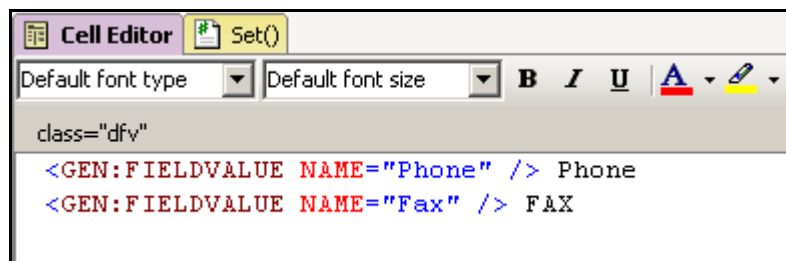 Cell Editor Set()
Default font type Default font size B I U A
class="dfv"
<GEN:FIELDVALUE NAME="Phone" /> Phone
<GEN:FIELDVALUE NAME="Fax" /> FAX